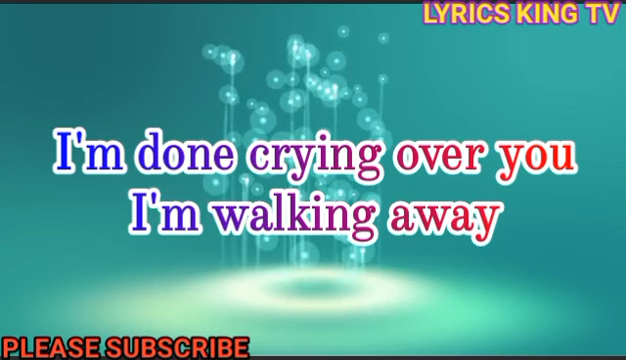 LYRICS KING TV
I'm done crying over you
I'm walking away
PLEASE SUBSCRIBE